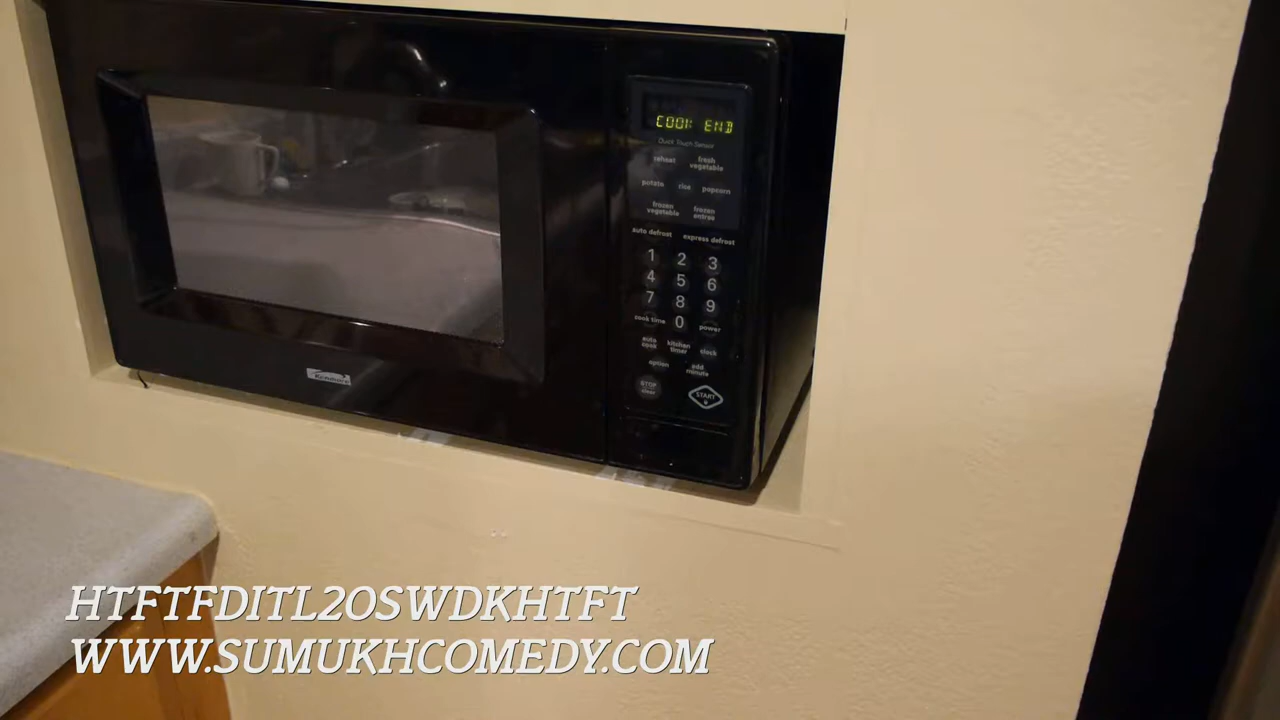 COOK END
Quick Touch Sensor
reheat fresh vegetable
potato rice popcorn
frozen vegetable frozen entree
auto defrost express defrost
1 2 3
4 5 6
7 8 9
cook time 0 power
auto cook kitchen timer clock
option add minute
STOP clear START
Kenmore
HTFTFDITL20SWDKHTFT
WWW.SUMUKHCOMEDY.COM